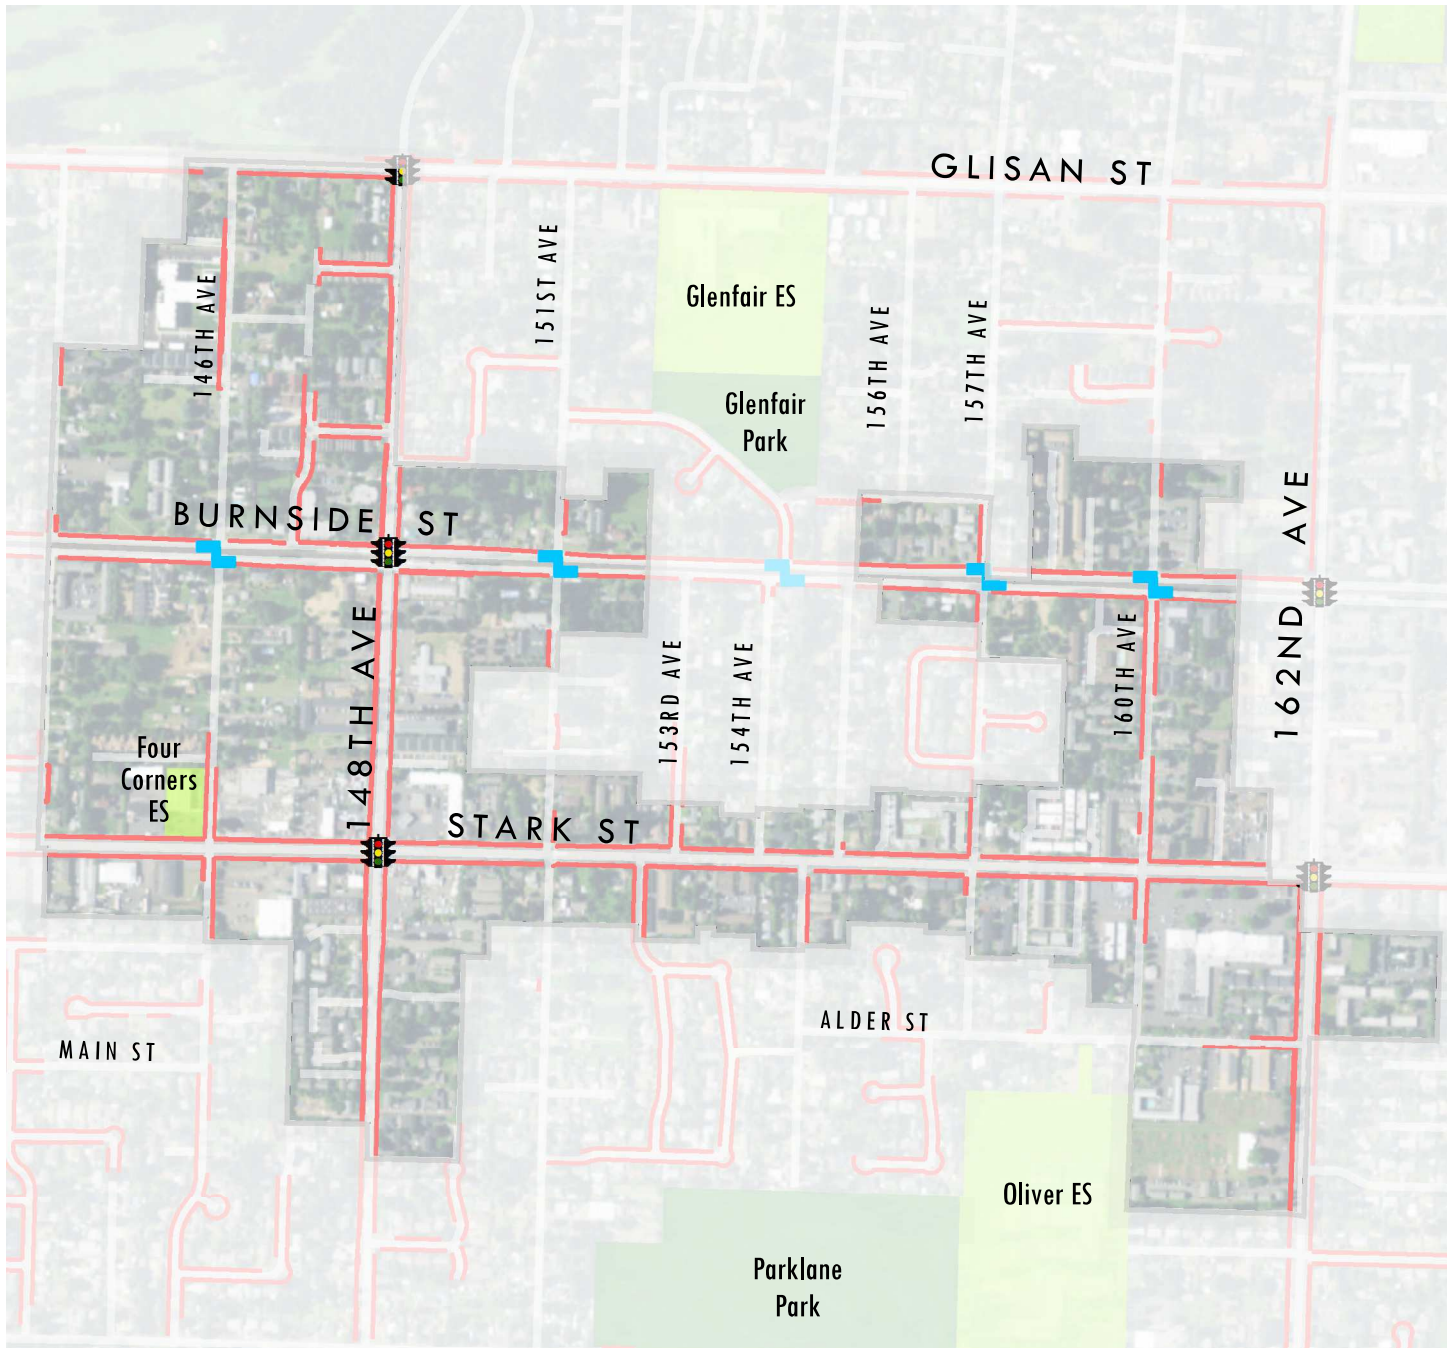 GLISAN ST
151ST AVE
146TH AVE
Glenfair ES
156TH AVE
157TH AVE
Glenfair
Park
BURNSIDE ST
162ND AVE
148TH AVE
153RD AVE
154TH AVE
160TH AVE
Four
Corners
ES
STARK ST
ALDER ST
MAIN ST
Oliver ES
Parklane
Park